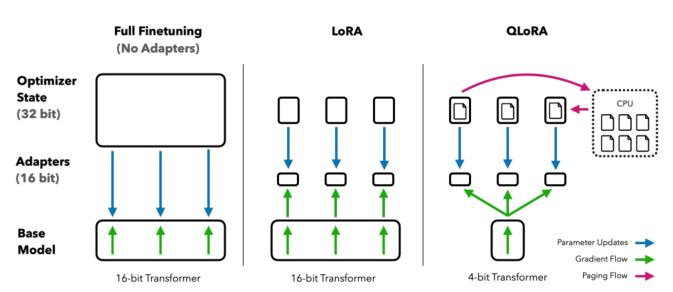 Full Finetuning
(No Adapters)
LoRA
QLoRA
Optimizer
State
(32 bit)
CPU
Adapters
(16 bit)
Base
Model
Parameter Updates
Gradient Flow
Paging Flow
16-bit Transformer
16-bit Transformer
4-bit Transformer